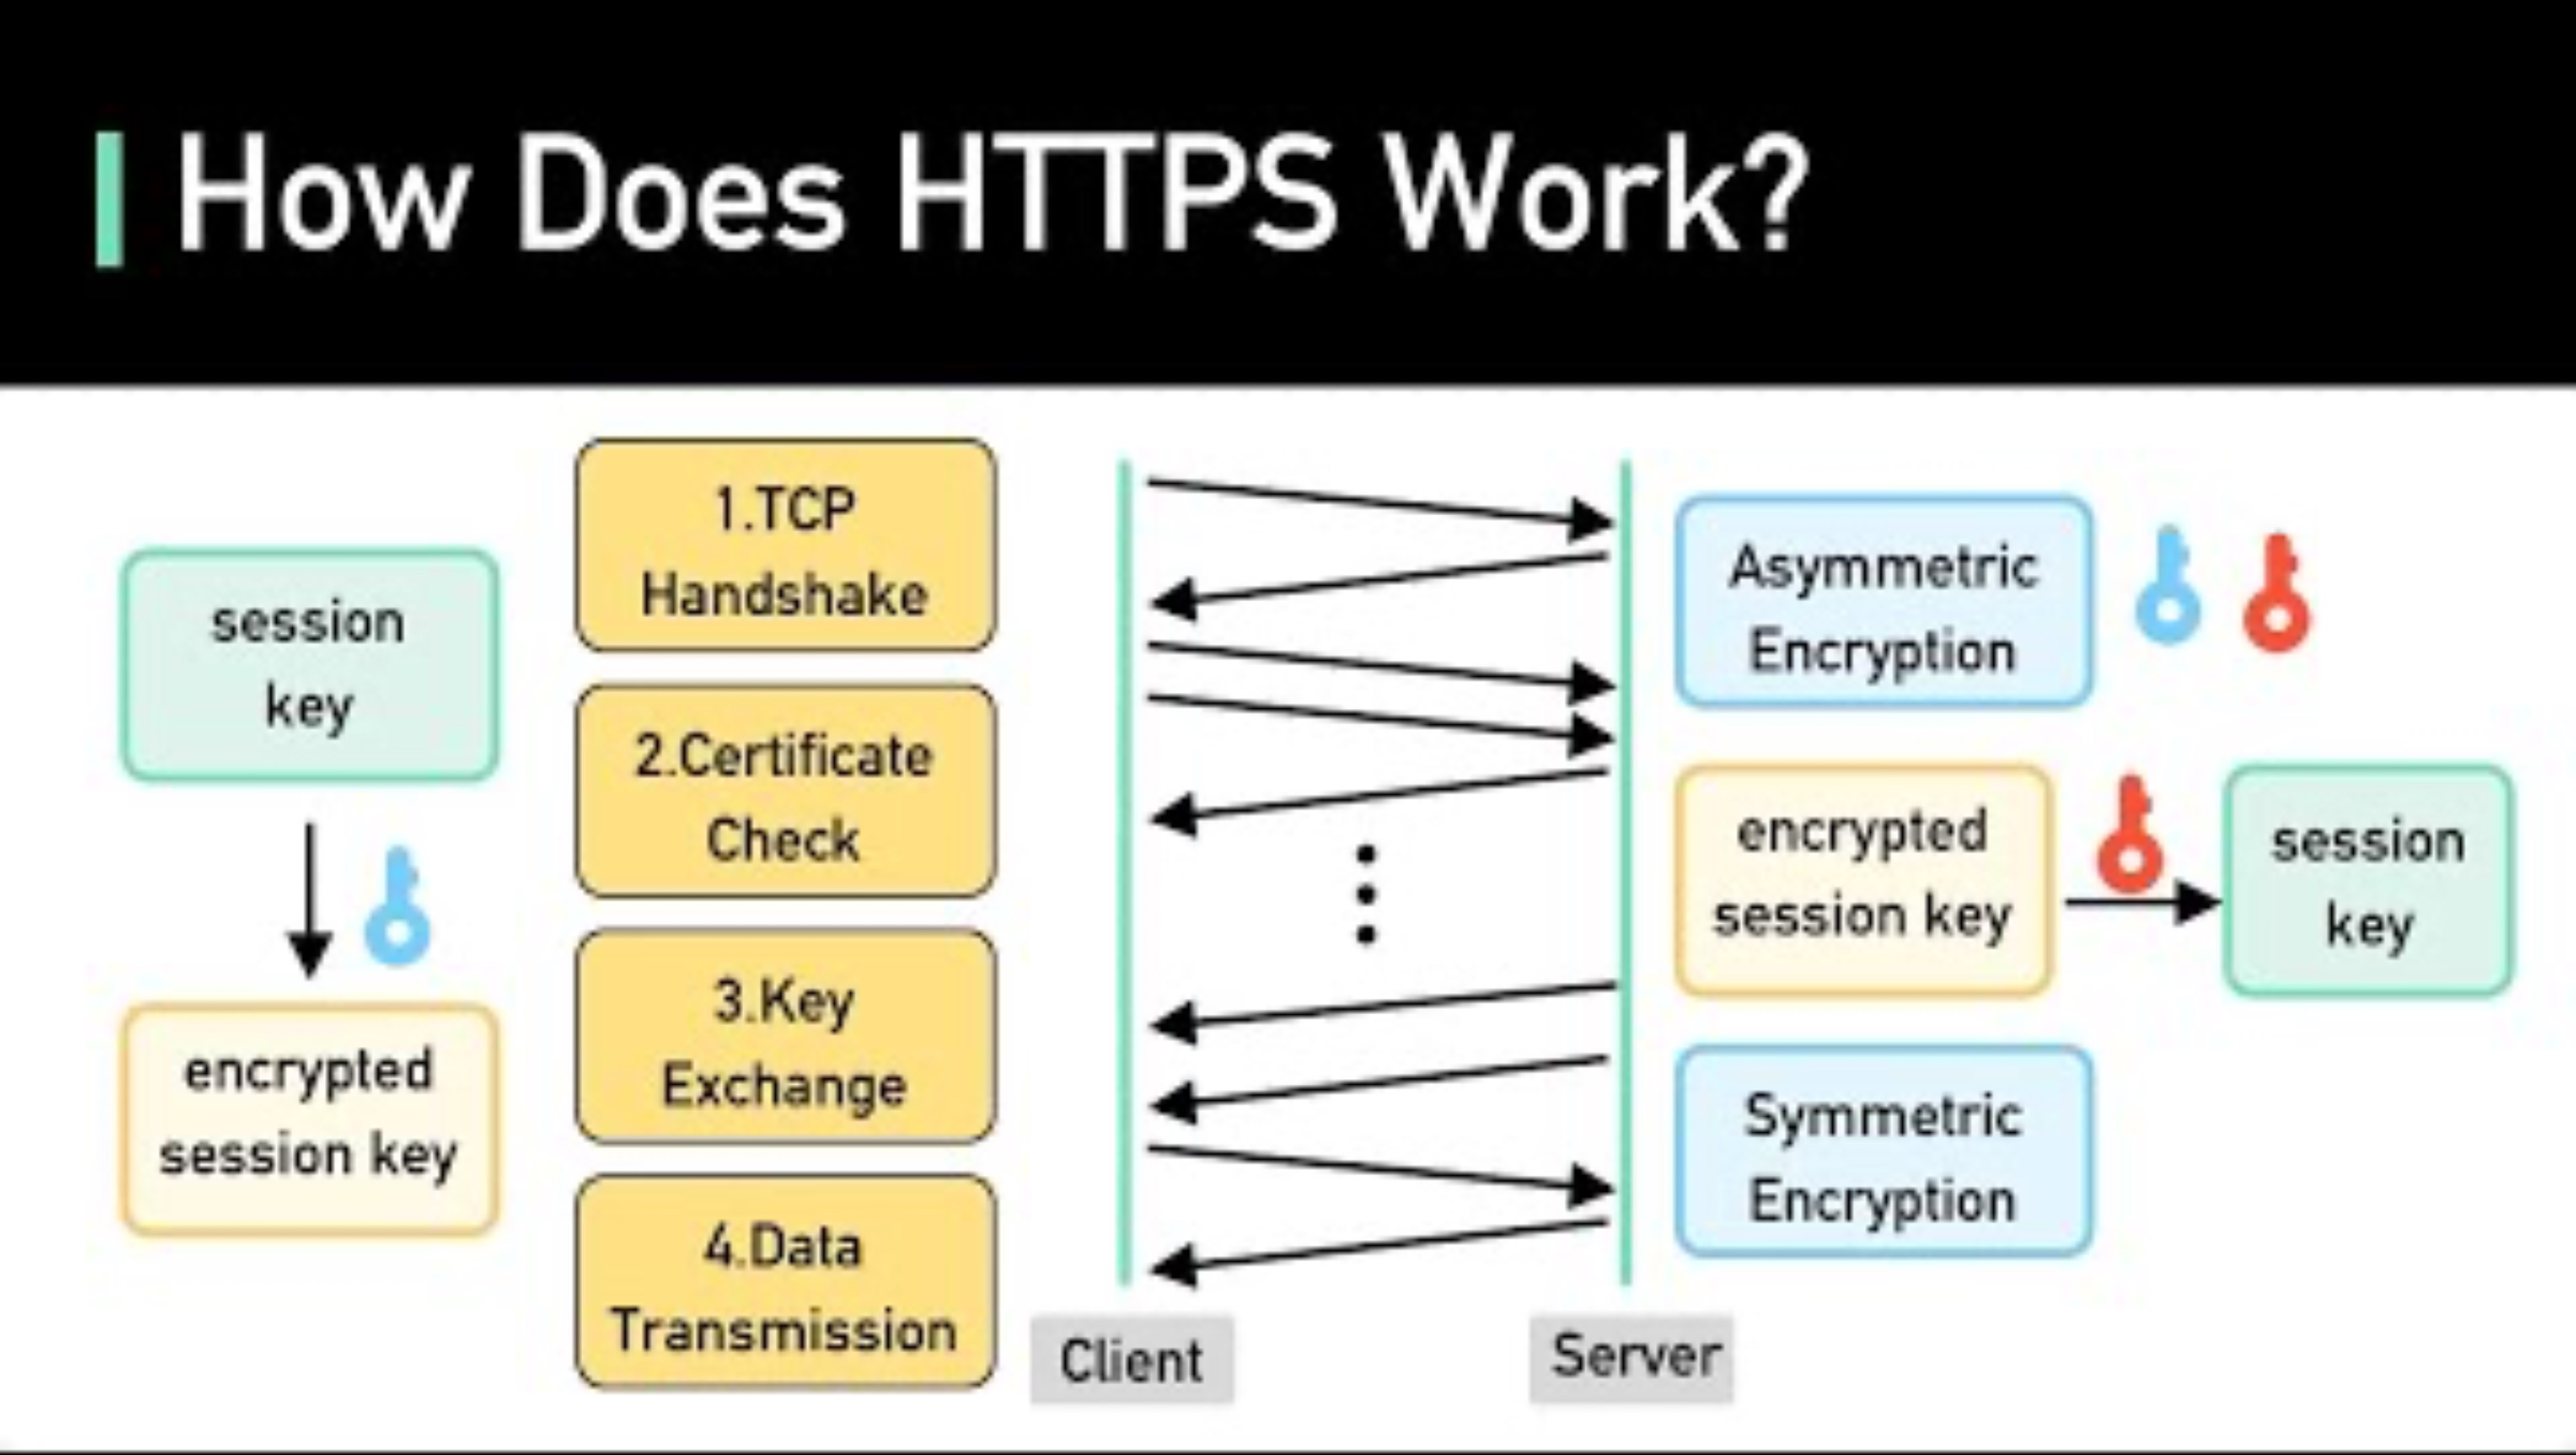 How Does HTTPS Work?
session
key
encrypted
session key
1.TCP
Handshake
2.Certificate
Check
3.Key
Exchange
4.Data
Transmission
Client
Server
Asymmetric
Encryption
encrypted
session key
session
key
Symmetric
Encryption